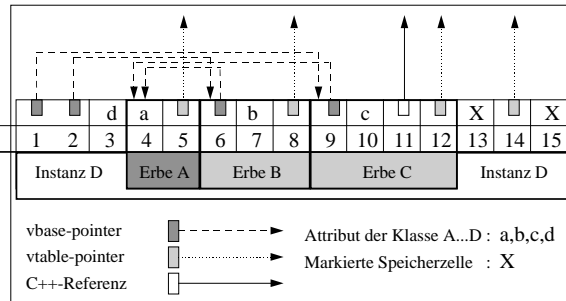 d a b c X X
1 2 3 4 5 6 7 8 9 10 11 12 13 14 15
Instanz D Erbe A Erbe B Erbe C Instanz D
vbase-pointer
vtable-pointer
C++-Referenz
Attribut der Klasse A...D : a,b,c,d
Markierte Speicherzelle : X